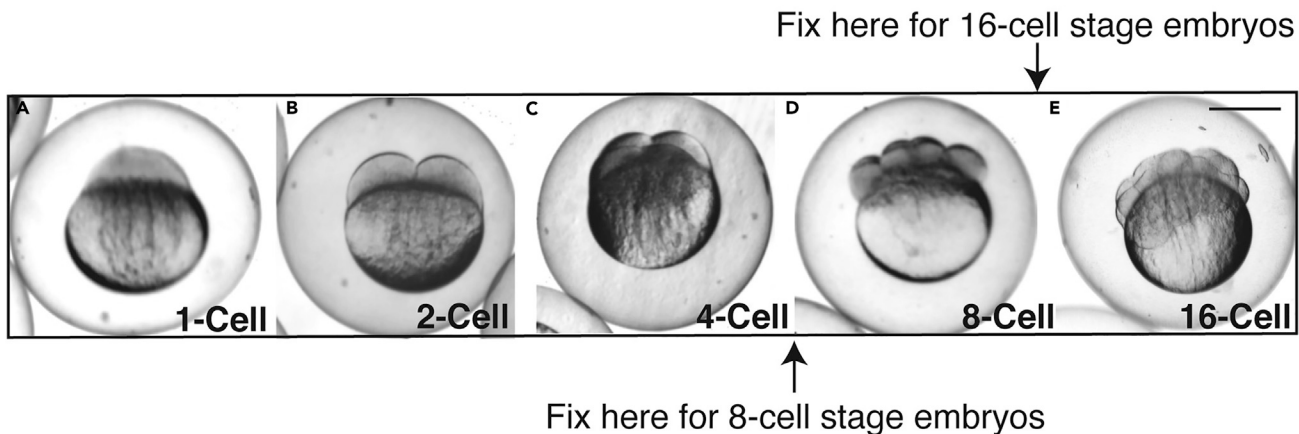 Fix here for 16-cell stage embryos
A
B
C
D
E
1-Cell
2-Cell
4-Cell
8-Cell
16-Cell
Fix here for 8-cell stage embryos